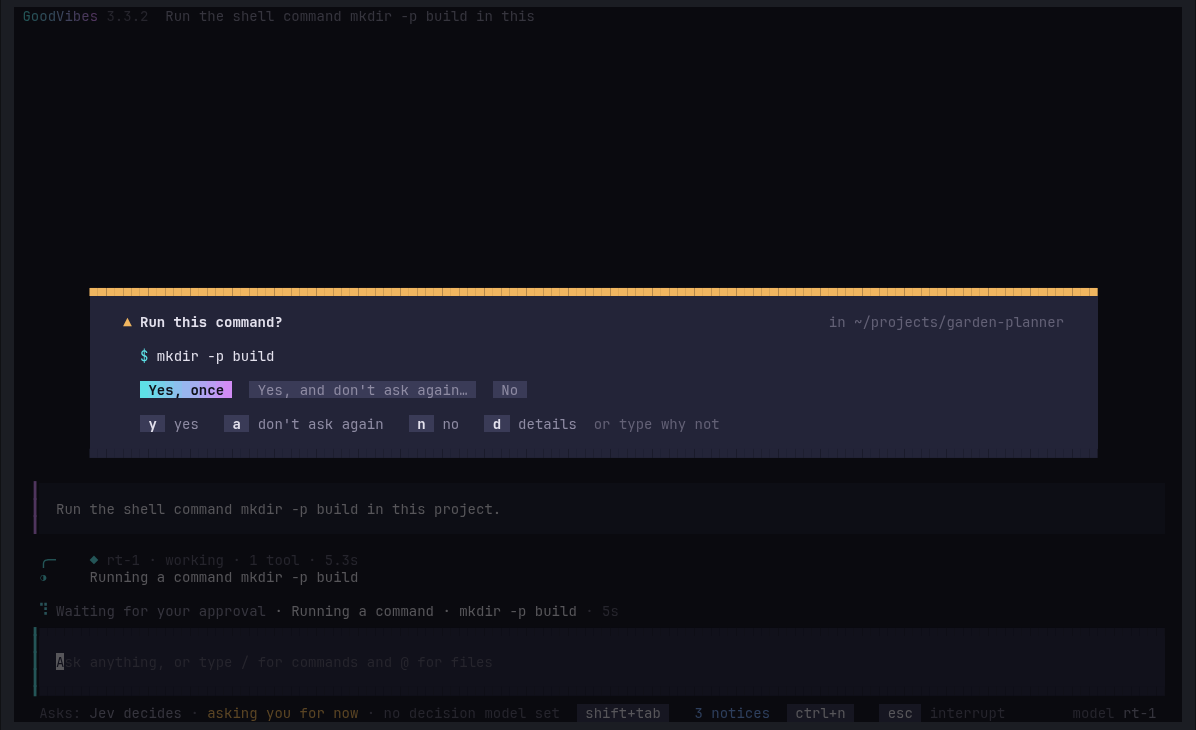 GoodVibes 3.3.2  Run the shell command mkdir -p build in this
▲ Run this command? in ~/projects/garden-planner
$ mkdir -p build
Yes, once  Yes, and don't ask again…  No
y yes  a don't ask again  n no  d details  or type why not
Run the shell command mkdir -p build in this project.
◆ rt-1 · working · 1 tool · 5.3s
Running a command mkdir -p build
Waiting for your approval · Running a command · mkdir -p build · 5s
Ask anything, or type / for commands and @ for files
Asks: Jev decides · asking you for now · no decision model set  shift+tab  3 notices  ctrl+n  esc interrupt  model rt-1